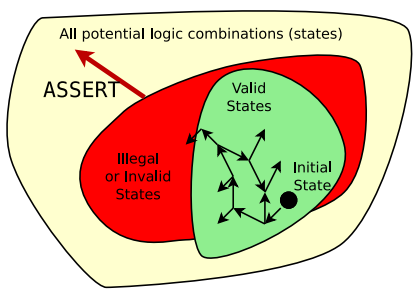 All potential logic combinations (states)
ASSERT
Valid
States
Illegal
or Invalid
States
Initial
State